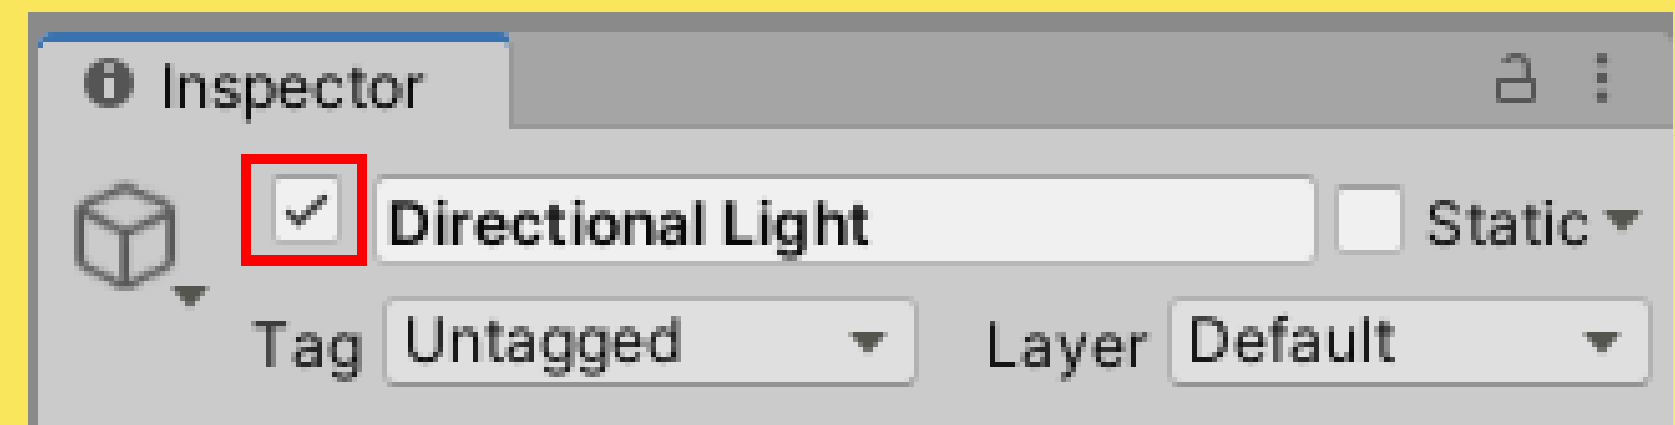 Inspector
Directional Light Static
Tag Untagged Layer Default